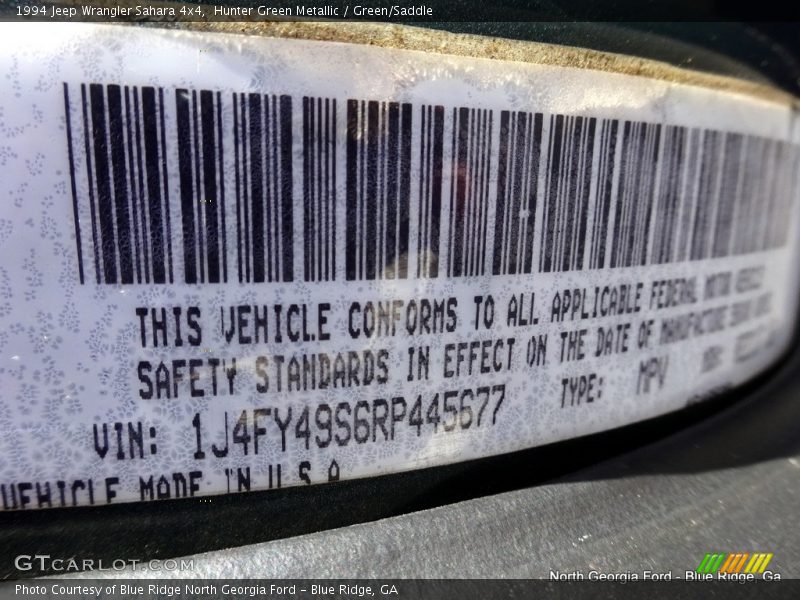 1994 Jeep Wrangler Sahara 4x4, Hunter Green Metallic / Green/Saddle
THIS VEHICLE CONFORMS TO ALL APPLICABLE FEDERAL MOTOR VEHICLE
SAFETY STANDARDS IN EFFECT ON THE DATE OF MANUFACTURE
VIN: 1J4FY49S6RP445677 TYPE: MPV
VEHICLE MADE IN U.S.A
GTcarlot.com
North Georgia Ford - Blue Ridge, Ga
Photo Courtesy of Blue Ridge North Georgia Ford – Blue Ridge, GA